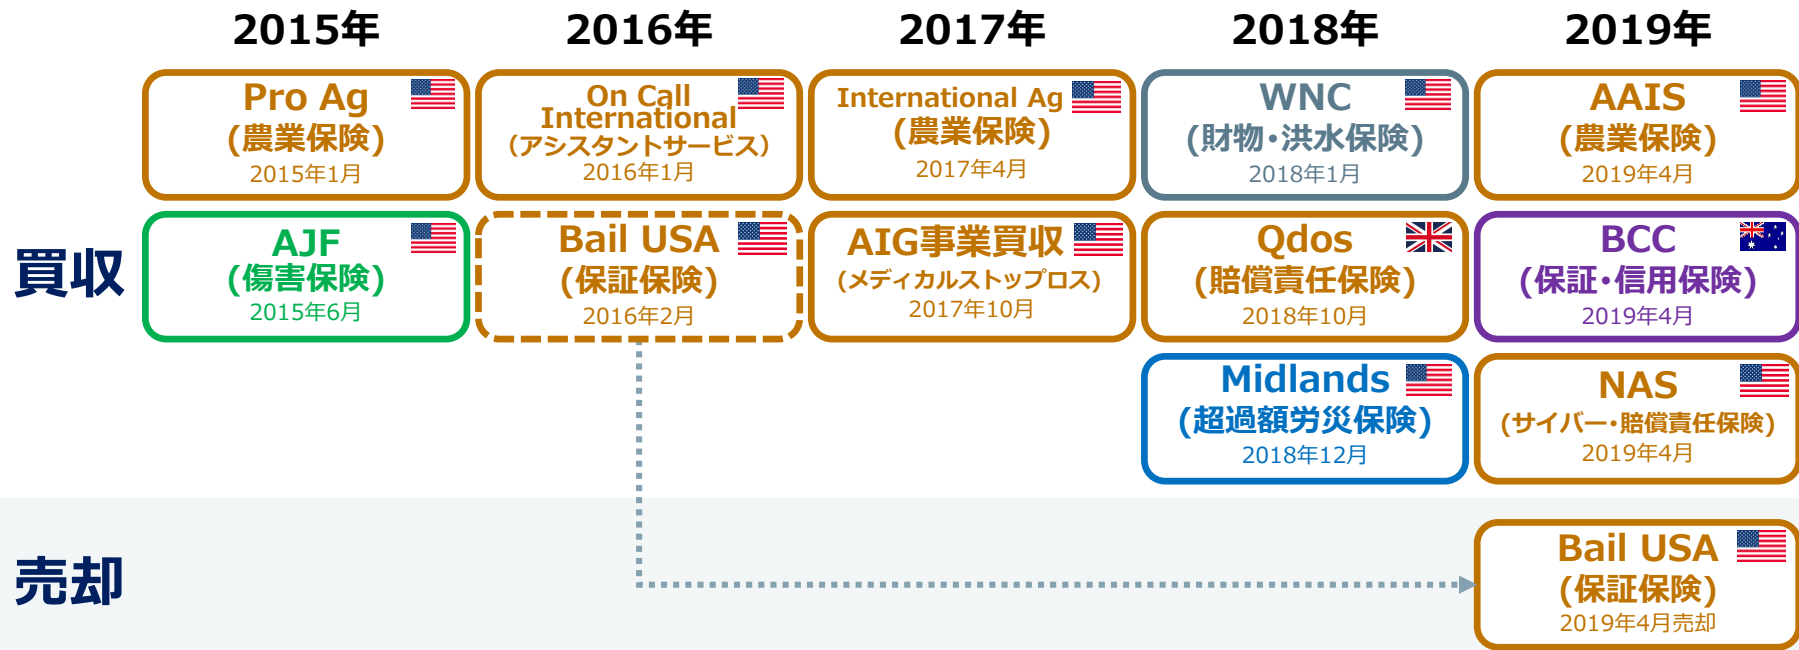 2015年
2016年
2017年
2018年
2019年
Pro Ag
(農業保険)
2015年1月
On Call
International
(アシスタントサービス)
2016年1月
International Ag
(農業保険)
2017年4月
WNC
(財物・洪水保険)
2018年1月
AAIS
(農業保険)
2019年4月
買収
AJF
(傷害保険)
2015年6月
Bail USA
(保証保険)
2016年2月
AIG事業買収
(メディカルストップロス)
2017年10月
Qdos
(賠償責任保険)
2018年10月
BCC
(保証・信用保険)
2019年4月
Midlands
(超過額労災保険)
2018年12月
NAS
(サイバー・賠償責任保険)
2019年4月
売却
Bail USA
(保証保険)
2019年4月売却